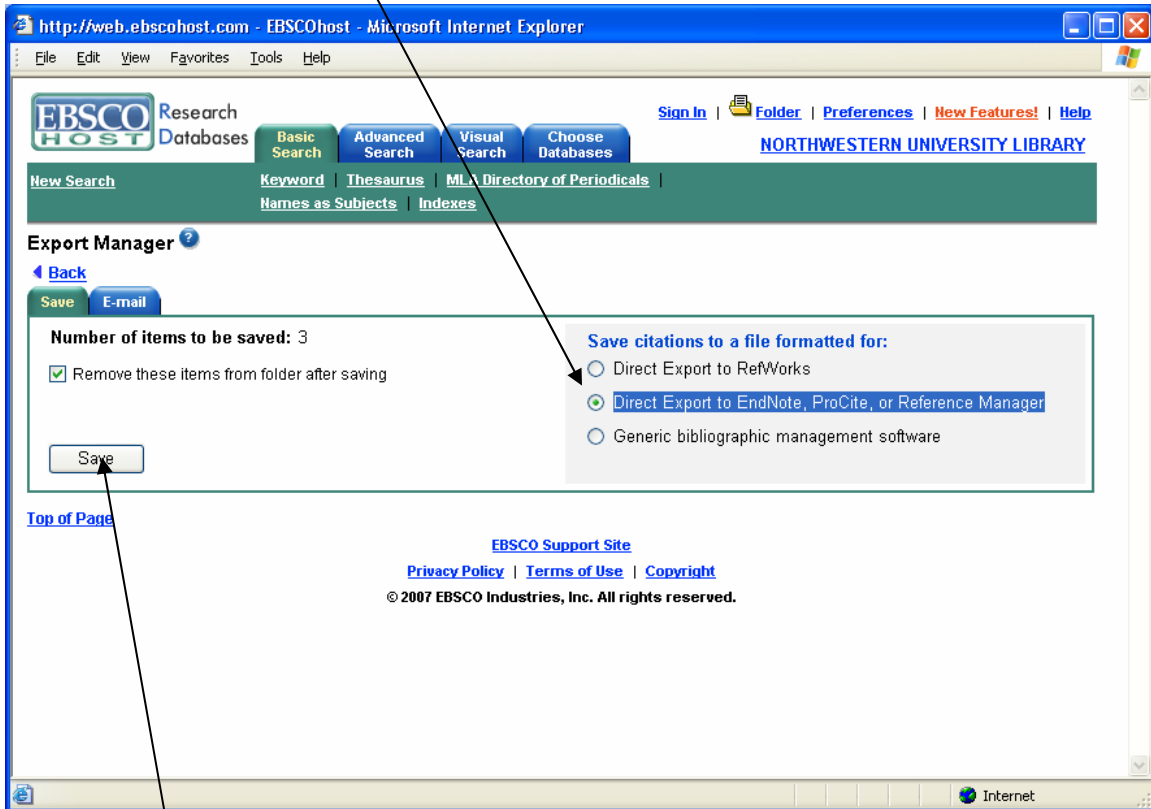 http://web.ebscohost.com - EBSCOhost - Microsoft Internet Explorer
File Edit View Favorites Tools Help
EBSCO HOST Research Databases
Sign In | Folder | Preferences | New Features! | Help
Basic Search Advanced Search Visual Search Choose Databases
NORTHWESTERN UNIVERSITY LIBRARY
New Search
Keyword | Thesaurus | MLA Directory of Periodicals |
Names as Subjects | Indexes
Export Manager ?
Back
Save E-mail
Number of items to be saved: 3
Remove these items from folder after saving
Save
Save citations to a file formatted for:
Direct Export to RefWorks
Direct Export to EndNote, ProCite, or Reference Manager
Generic bibliographic management software
Top of Page
EBSCO Support Site
Privacy Policy | Terms of Use | Copyright
© 2007 EBSCO Industries, Inc. All rights reserved.
Internet